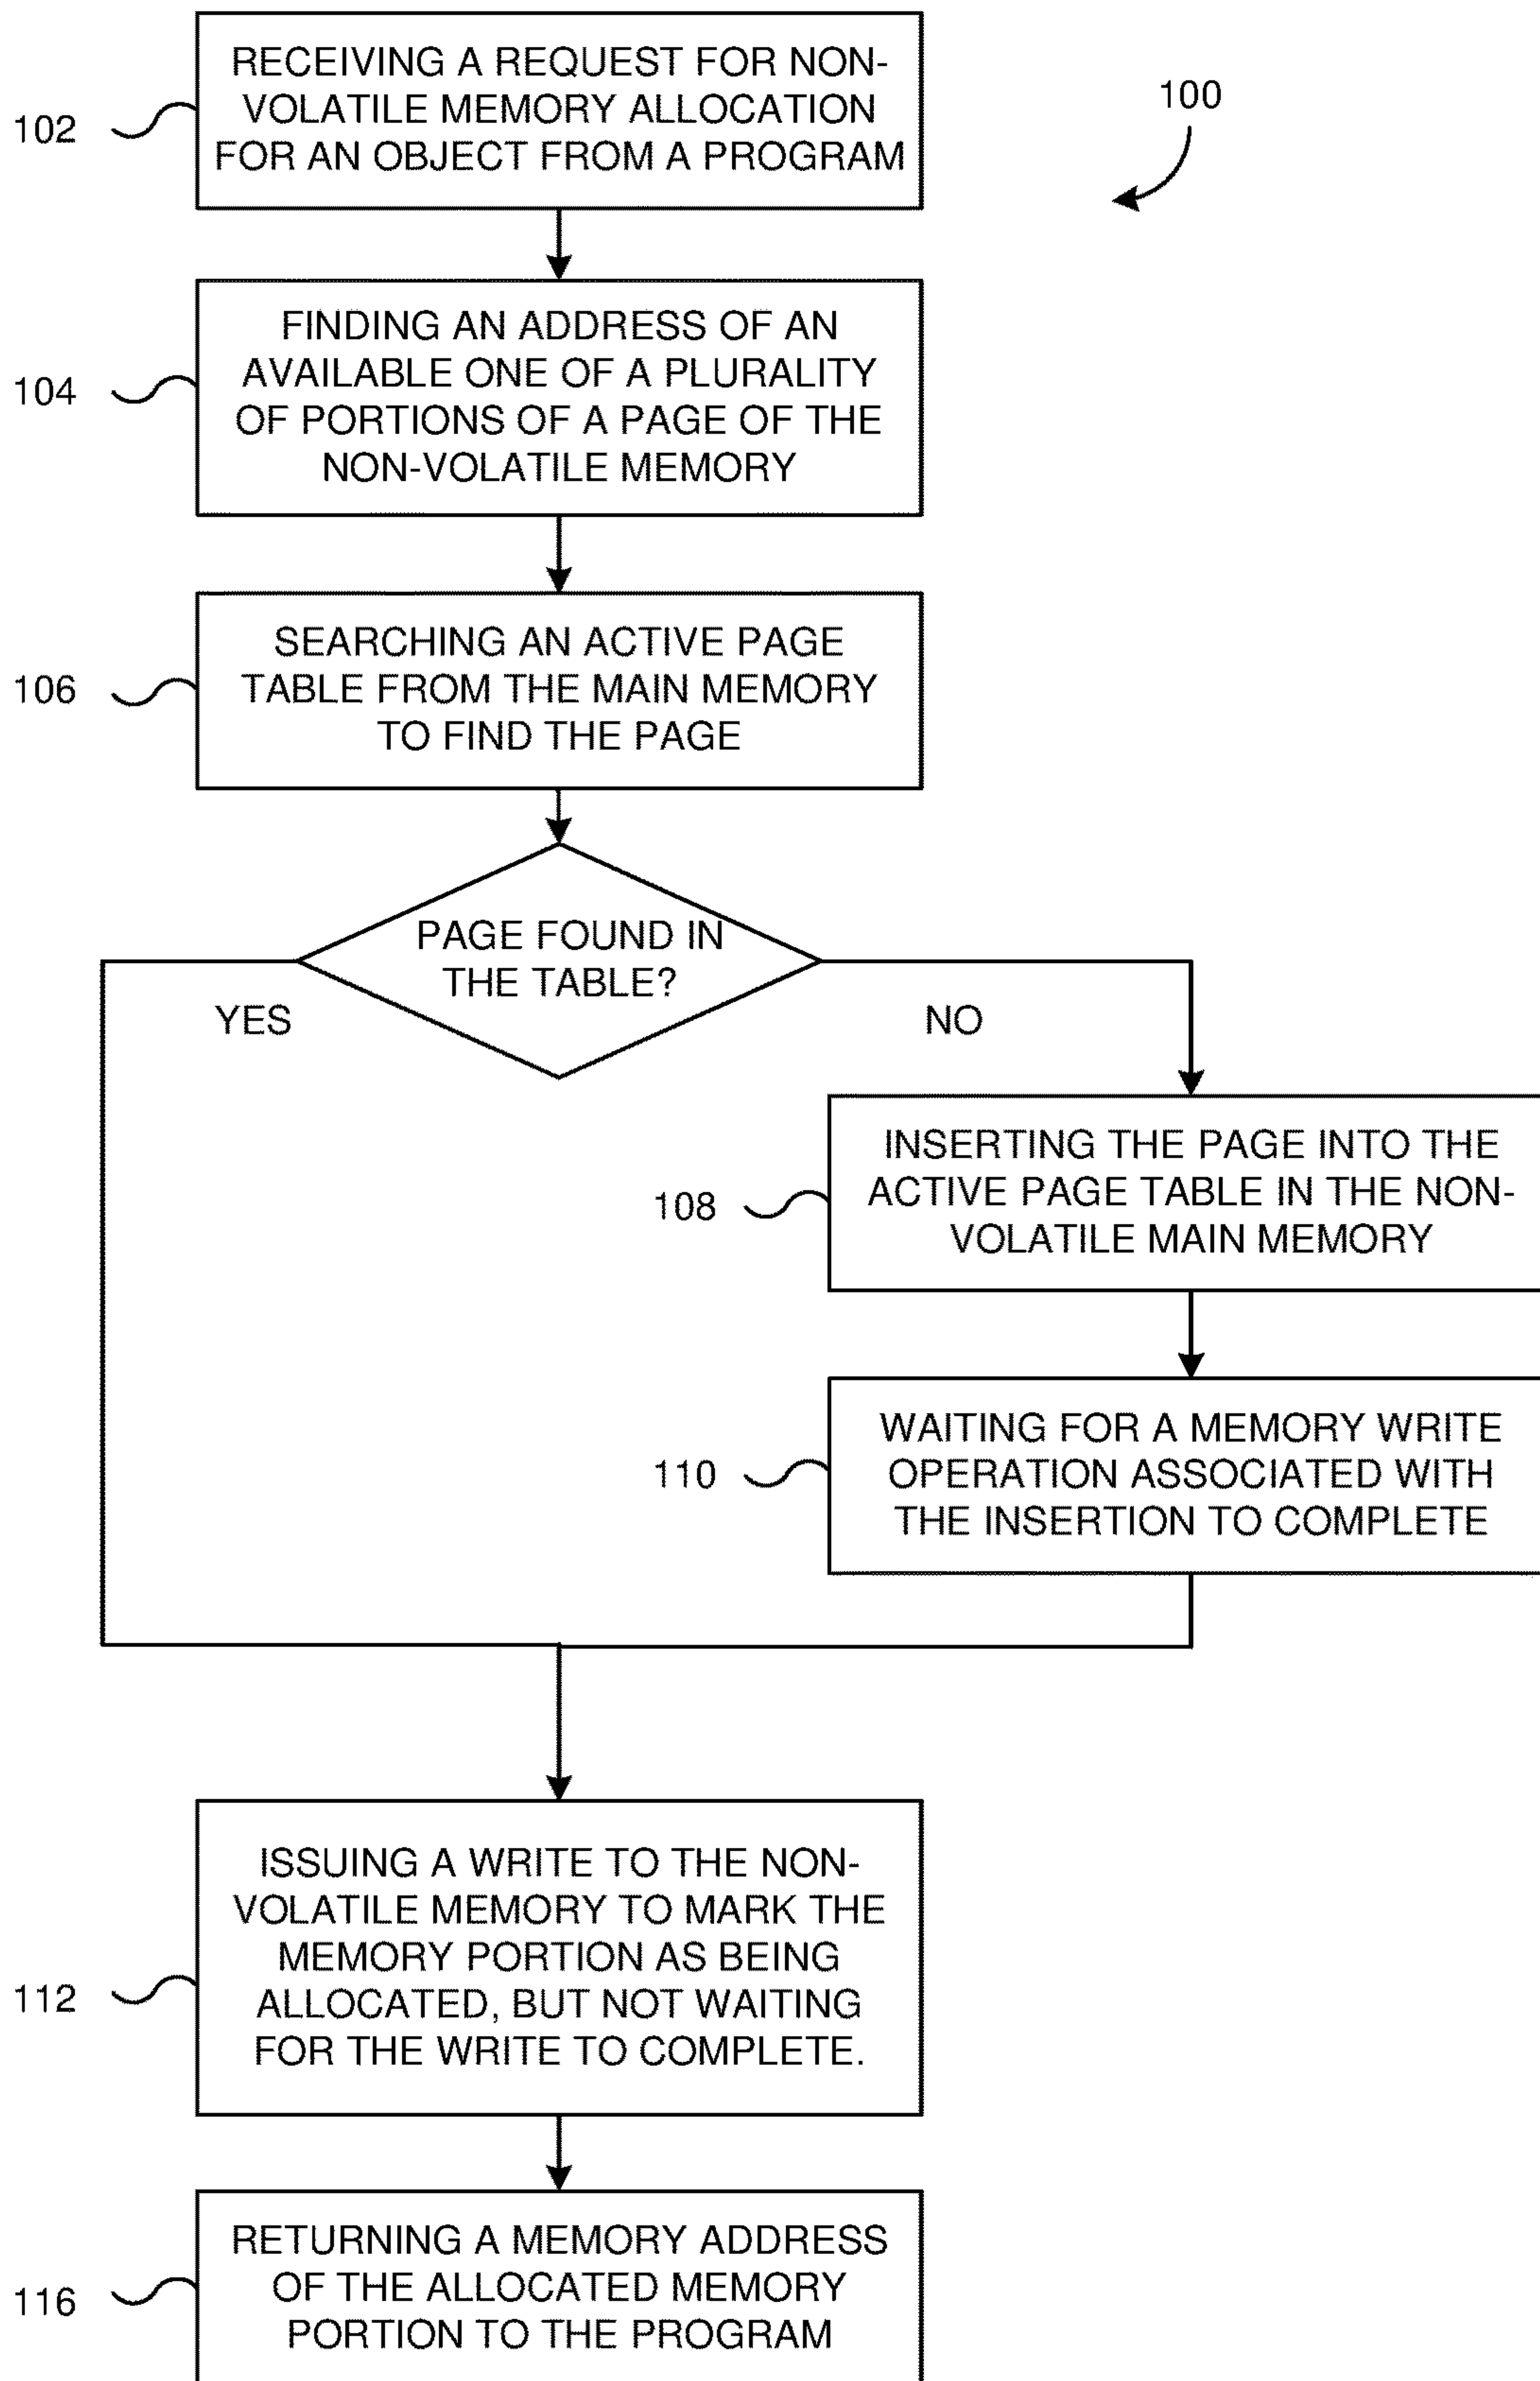 RECEIVING A REQUEST FOR NON-
VOLATILE MEMORY ALLOCATION
FOR AN OBJECT FROM A PROGRAM
102
100
FINDING AN ADDRESS OF AN
AVAILABLE ONE OF A PLURALITY
OF PORTIONS OF A PAGE OF THE
NON-VOLATILE MEMORY
104
SEARCHING AN ACTIVE PAGE
TABLE FROM THE MAIN MEMORY
TO FIND THE PAGE
106
PAGE FOUND IN
THE TABLE?
YES
NO
INSERTING THE PAGE INTO THE
ACTIVE PAGE TABLE IN THE NON-
VOLATILE MAIN MEMORY
108
WAITING FOR A MEMORY WRITE
OPERATION ASSOCIATED WITH
THE INSERTION TO COMPLETE
110
ISSUING A WRITE TO THE NON-
VOLATILE MEMORY TO MARK THE
MEMORY PORTION AS BEING
ALLOCATED, BUT NOT WAITING
FOR THE WRITE TO COMPLETE.
112
RETURNING A MEMORY ADDRESS
OF THE ALLOCATED MEMORY
PORTION TO THE PROGRAM
116